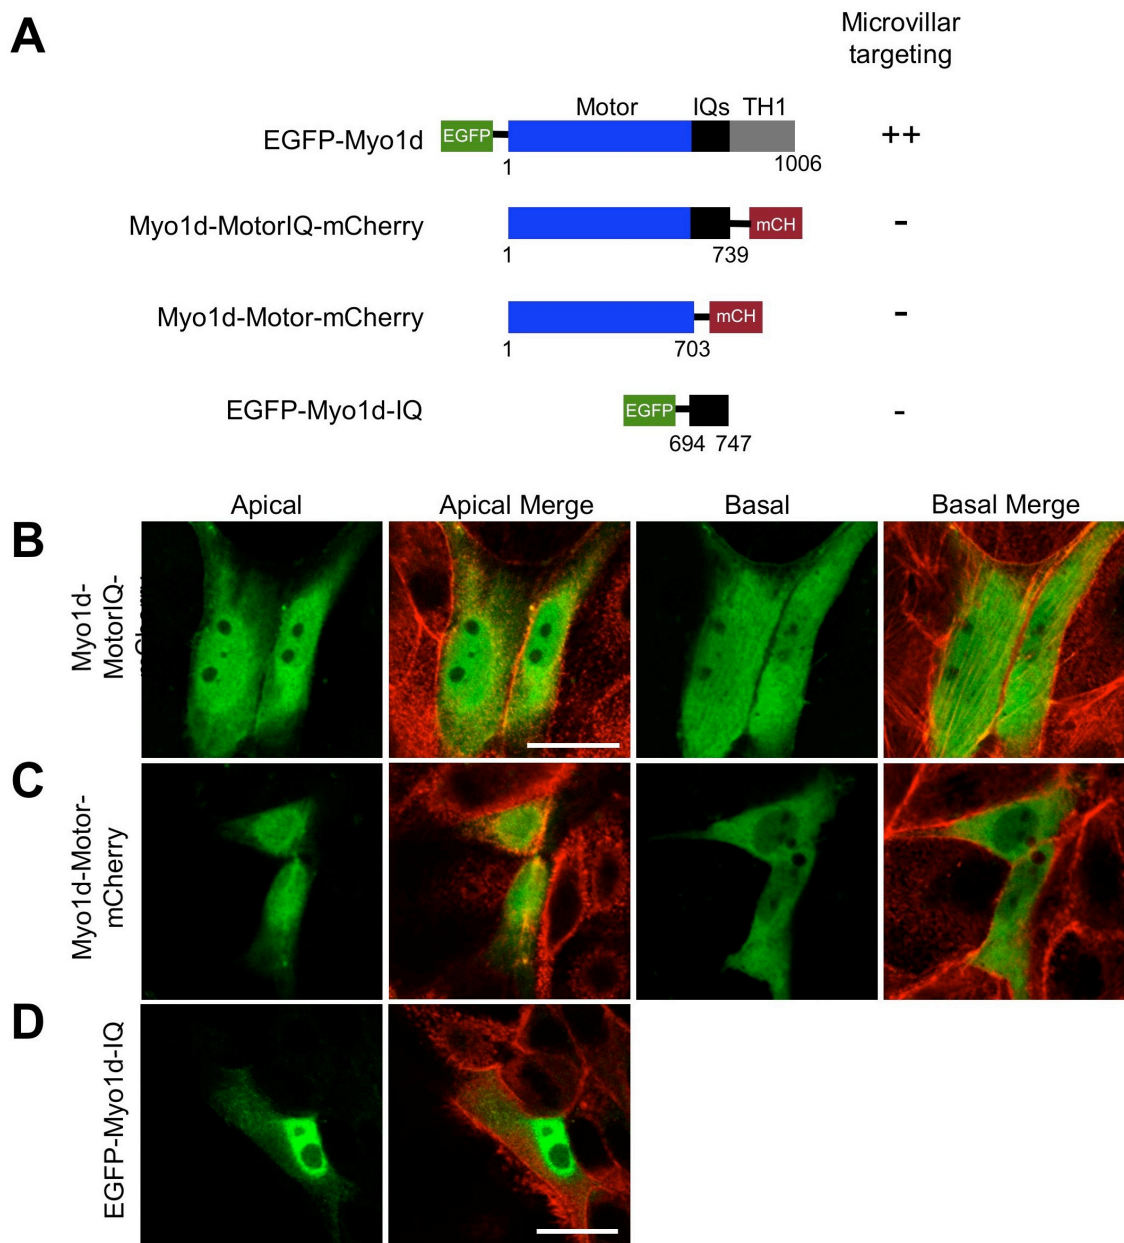 A
Microvillar
targeting
Motor IQs TH1
EGFP-Myo1d EGFP ++
1 1006
Myo1d-MotorIQ-mCherry mCH -
1 739
Myo1d-Motor-mCherry mCH -
1 703
EGFP-Myo1d-IQ EGFP -
694 747
Apical Apical Merge Basal Basal Merge
B
Myo1d-
MotorIQ-
C
Myo1d-Motor-
mCherry
D
EGFP-Myo1d-IQ